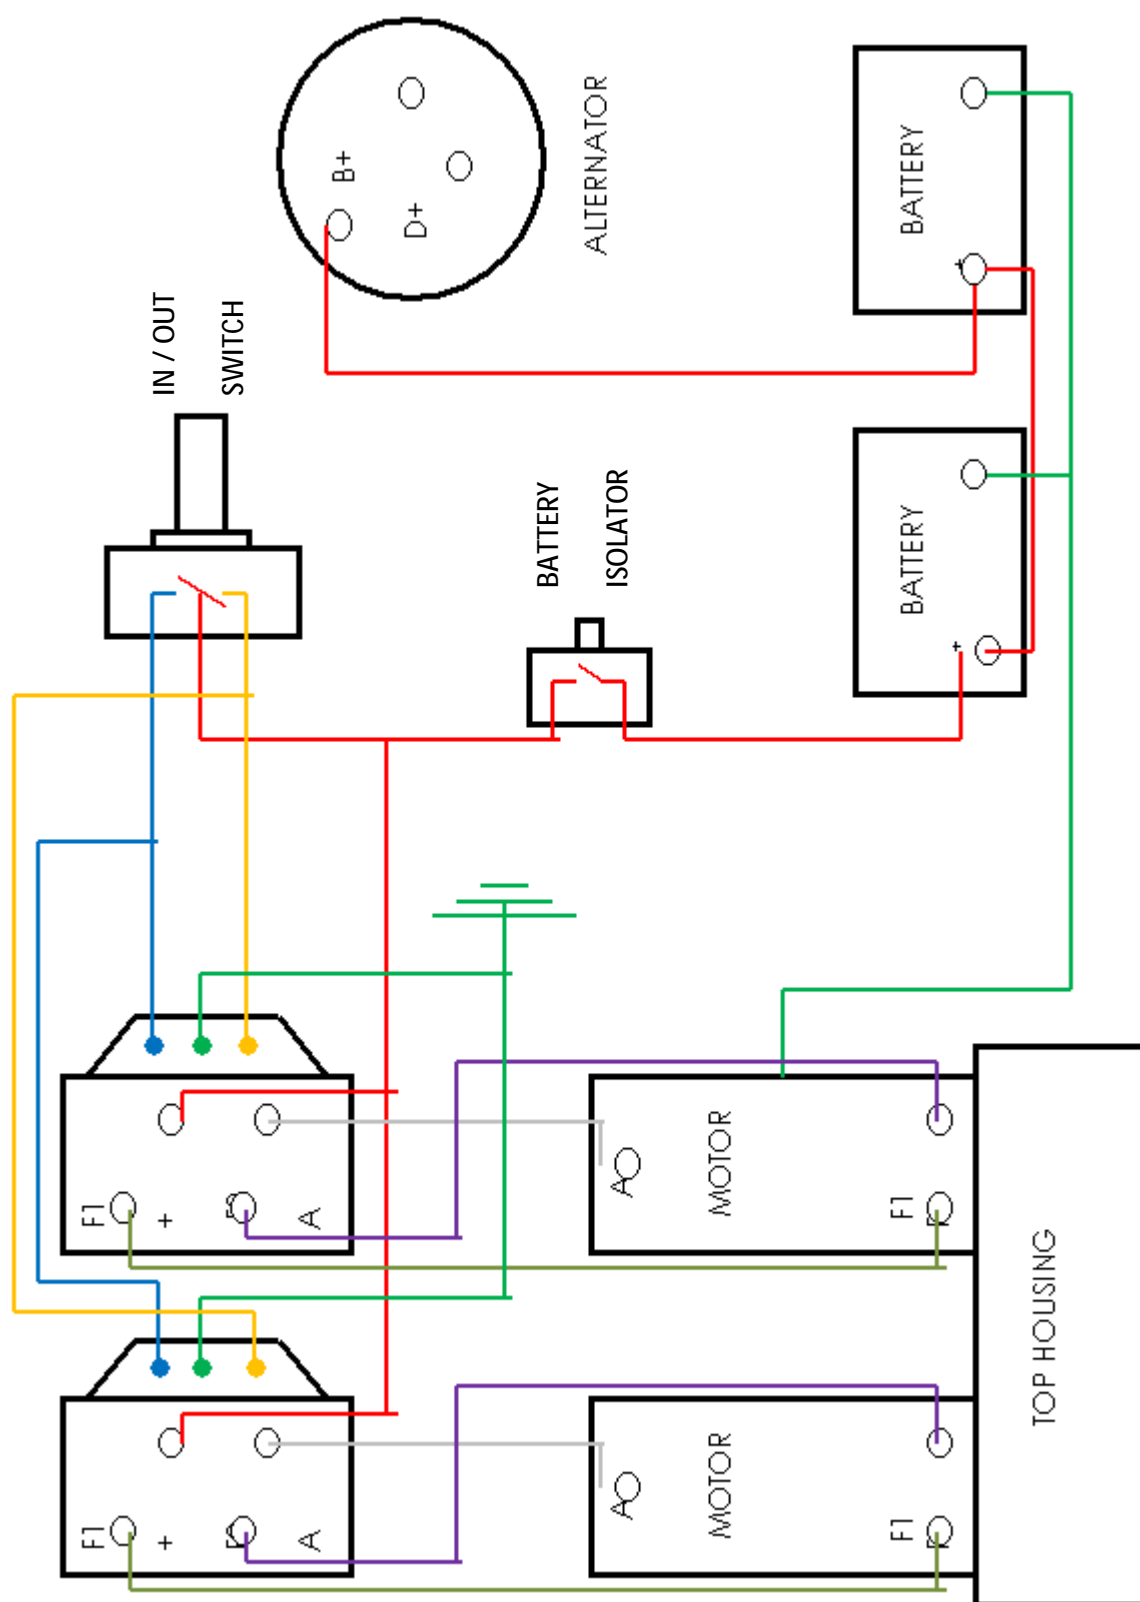 B+
D+
ALTERNATOR
BATTERY
+
IN / OUT
SWITCH
BATTERY
ISOLATOR
BATTERY
+
F1
+
A
A
MOTOR
F1
TOP HOUSING
F1
+
A
A
MOTOR
F1